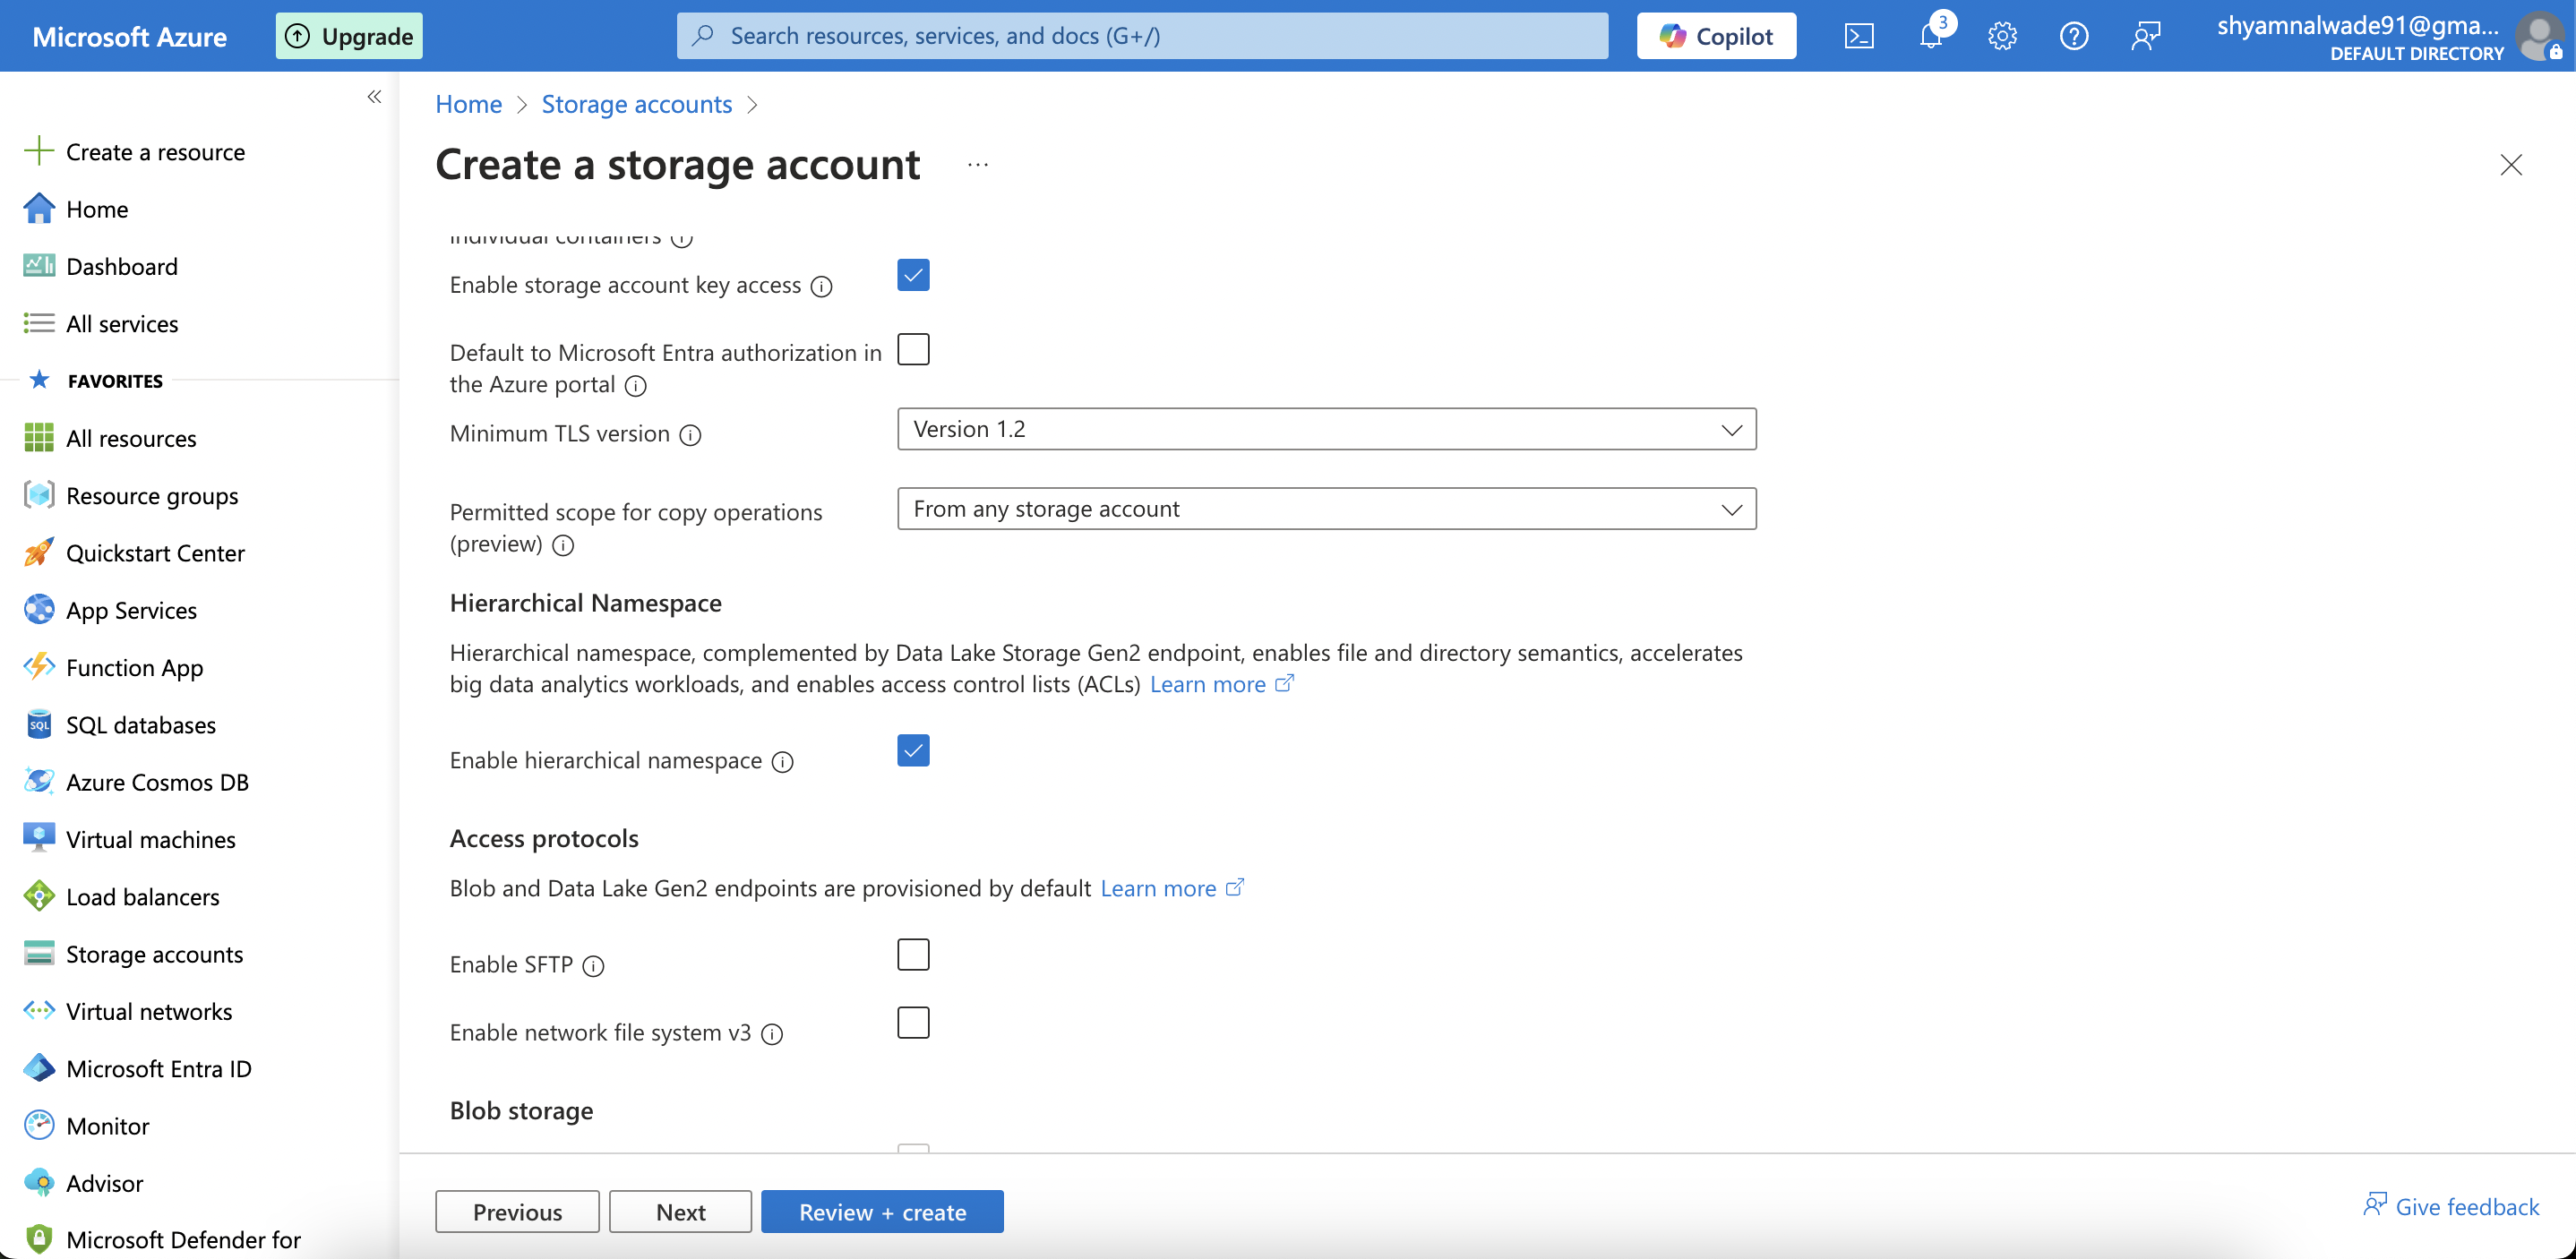 Microsoft Azure
Upgrade
Search resources, services, and docs (G+/)
Copilot
3
shyamnalwade91@gma...
DEFAULT DIRECTORY
Create a resource
Home
Dashboard
All services
FAVORITES
All resources
Resource groups
Quickstart Center
App Services
Function App
SQL databases
Azure Cosmos DB
Virtual machines
Load balancers
Storage accounts
Virtual networks
Microsoft Entra ID
Monitor
Advisor
Microsoft Defender for
Home > Storage accounts >
Create a storage account ...
individual containers
Enable storage account key access
Default to Microsoft Entra authorization in
the Azure portal
Minimum TLS version
Version 1.2
Permitted scope for copy operations
(preview)
From any storage account
Hierarchical Namespace
Hierarchical namespace, complemented by Data Lake Storage Gen2 endpoint, enables file and directory semantics, accelerates
big data analytics workloads, and enables access control lists (ACLs) Learn more
Enable hierarchical namespace
Access protocols
Blob and Data Lake Gen2 endpoints are provisioned by default Learn more
Enable SFTP
Enable network file system v3
Blob storage
Previous
Next
Review + create
Give feedback